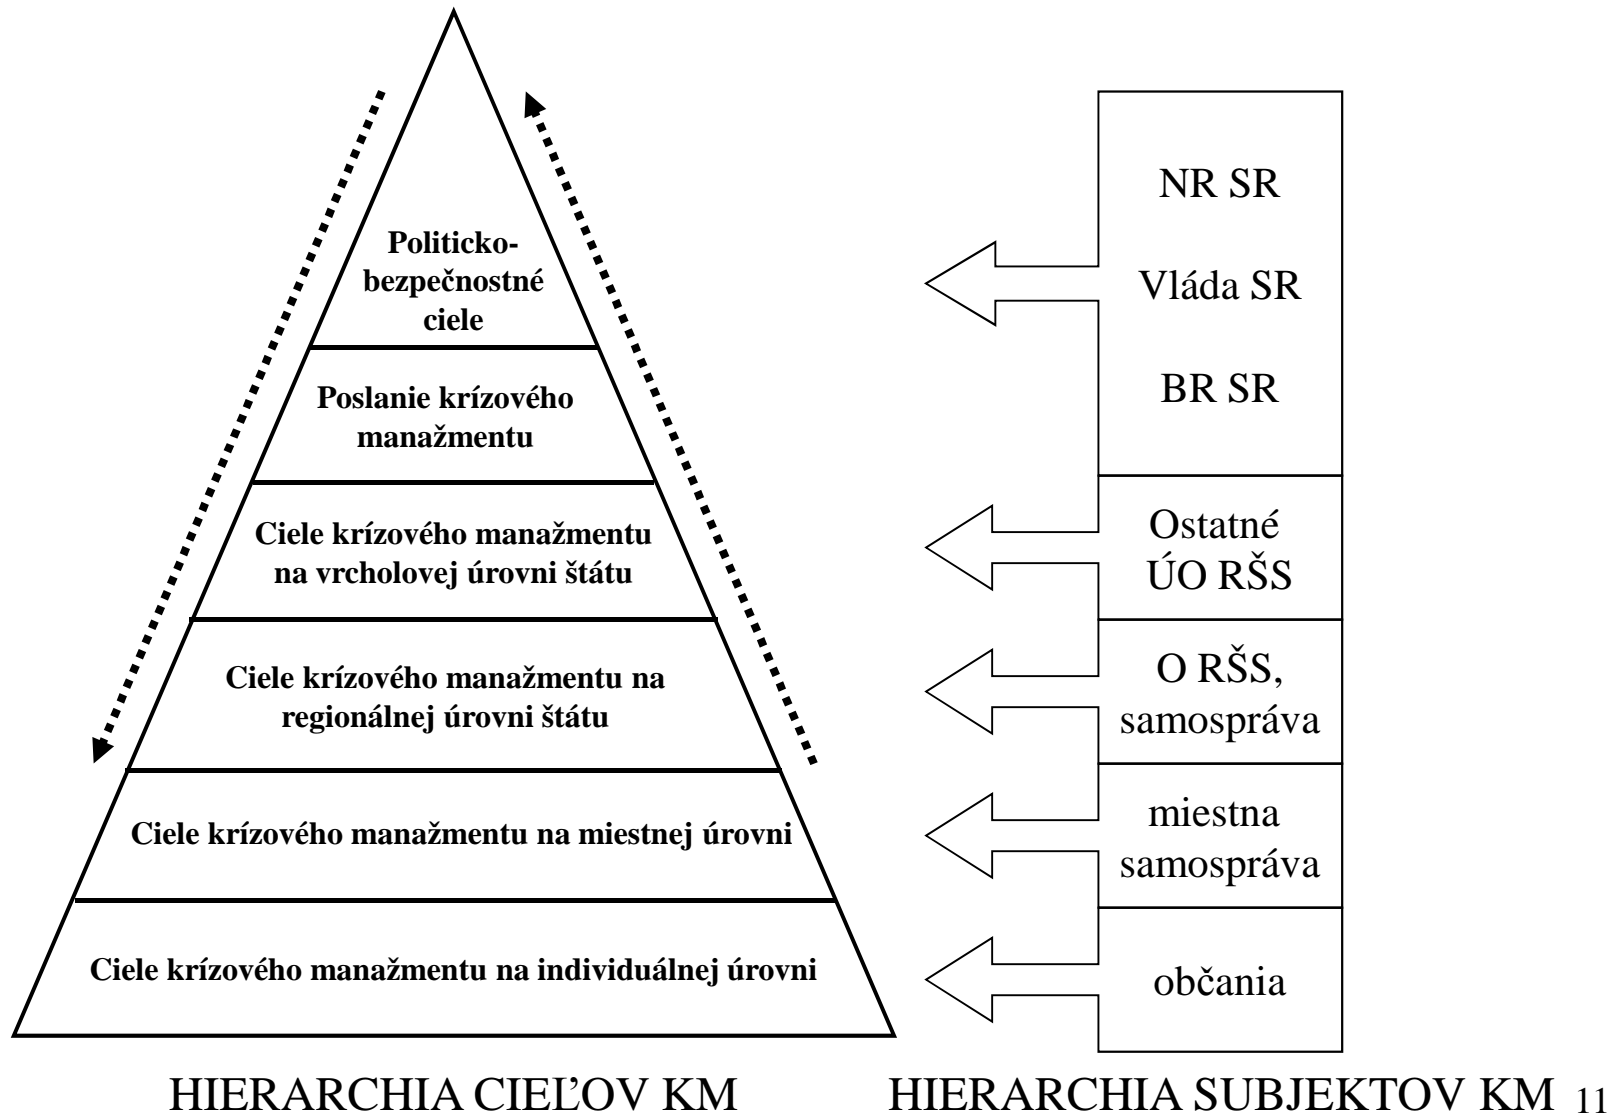 Politicko-
bezpečnostné
ciele
Poslanie krízového
manažmentu
Ciele krízového manažmentu
na vrcholovej úrovni štátu
Ciele krízového manažmentu na
regionálnej úrovni štátu
Ciele krízového manažmentu na miestnej úrovni
Ciele krízového manažmentu na individuálnej úrovni
HIERARCHIA CIEĽOV KM
NR SR
Vláda SR
BR SR
Ostatné
ÚO RŠS
O RŠS,
samospráva
miestna
samospráva
občania
HIERARCHIA SUBJEKTOV KM
11